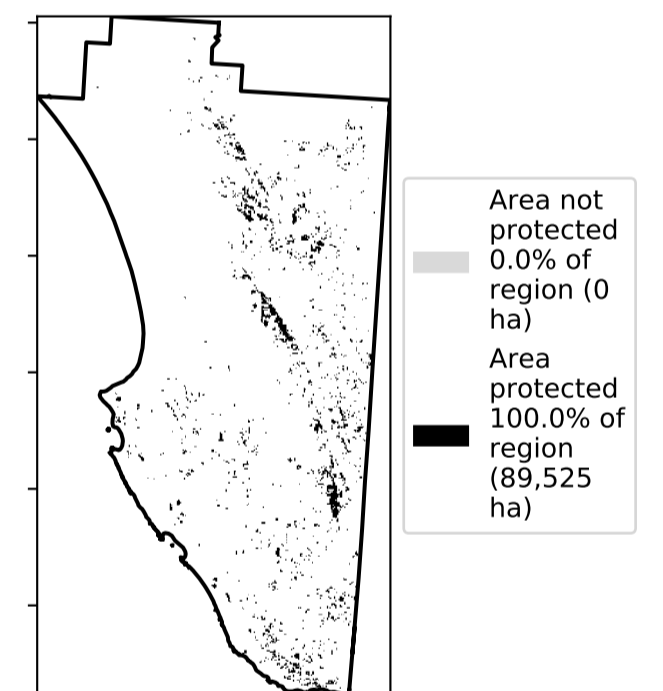 Area not
protected
0.0% of
region (0
ha)
Area
protected
100.0% of
region
(89,525
ha)